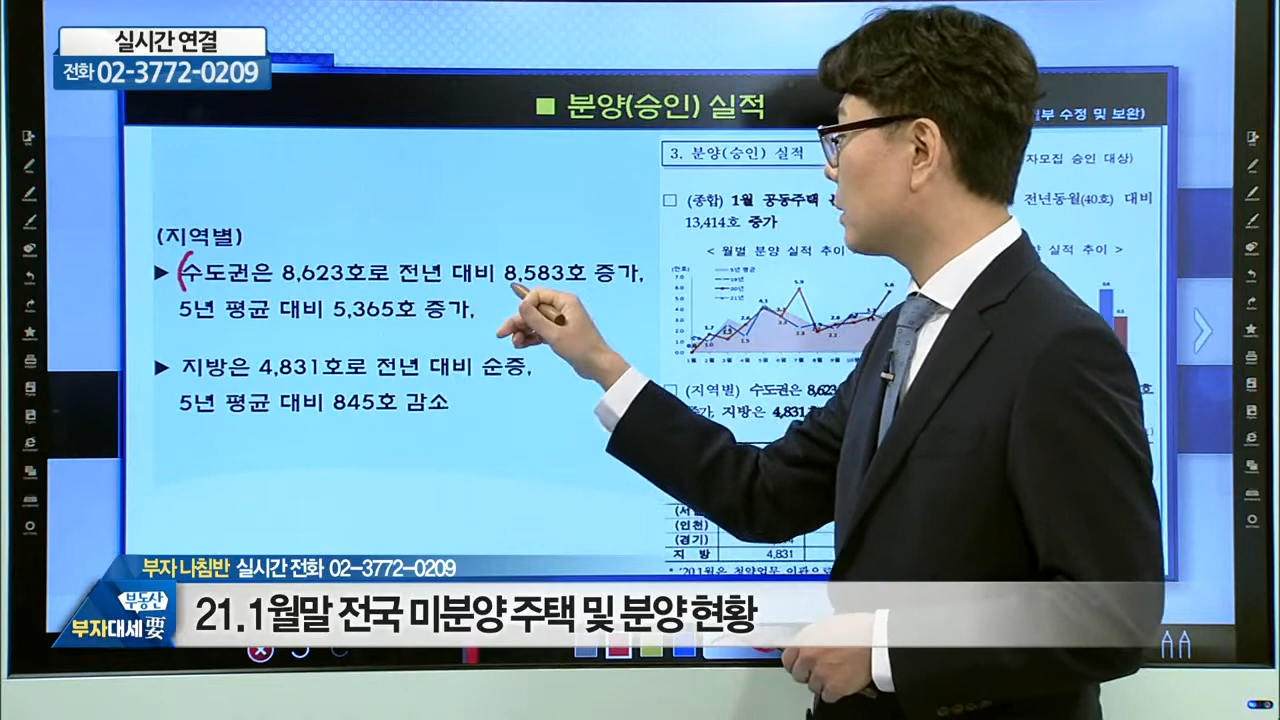 실시간 연결
전화 02-3772-0209
■ 분양(승인) 실적
수정 및 보완)
3. 분양(승인) 실적
자모집 승인 대상)
□ (종합) 1월 공동주택
전년동월(40호) 대비
13,414호 증가
< 월별 분양 실적 추이
실적 추이 >
(지역별)
▶ 수도권은 8,623호로 전년 대비 8,583호 증가,
5년 평균 대비 5,365호 증가,
▶ 지방은 4,831호로 전년 대비 순증,
5년 평균 대비 845호 감소
□ (지역별) 수도권은 8,623
지방은 4,831
(인천)
(경기)
지 방 4,831
부자 나침반 실시간 전화 02-3772-0209
부동산
부자대세 要
21.1월말 전국 미분양 주택 및 분양 현황